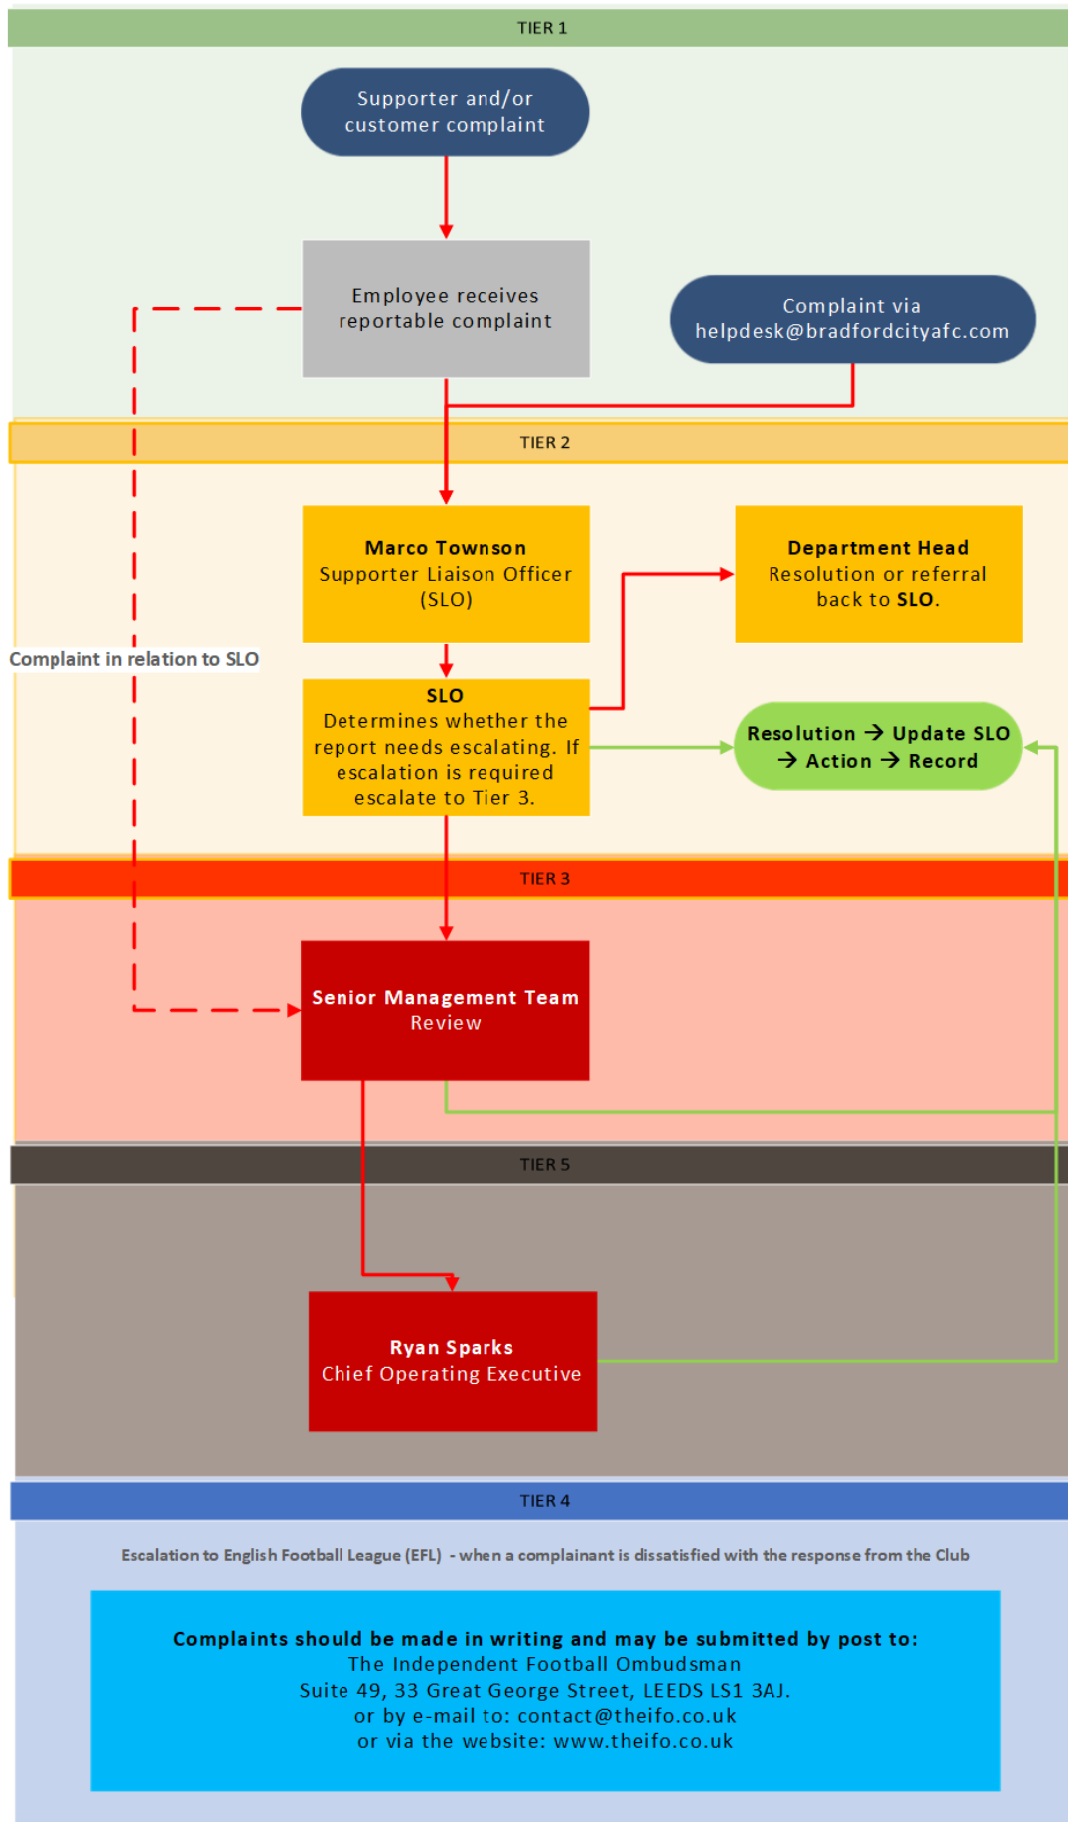 TIER 1
Supporter and/or
customer complaint
Employee receives
reportable complaint
Complaint via
helpdesk@bradfordcityafc.com
TIER 2
Marco Townson
Supporter Liaison Officer
(SLO)
Department Head
Resolution or referral
back to SLO.
Complaint in relation to SLO
SLO
Determines whether the
report needs escalating. If
escalation is required
escalate to Tier 3.
Resolution → Update SLO
→ Action → Record
TIER 3
Senior Management Team
Review
TIER 5
Ryan Sparks
Chief Operating Executive
TIER 4
Escalation to English Football League (EFL) - when a complainant is dissatisfied with the response from the Club
Complaints should be made in writing and may be submitted by post to:
The Independent Football Ombudsman
Suite 49, 33 Great George Street, LEEDS LS1 3AJ.
or by e-mail to: contact@theifo.co.uk
or via the website: www.theifo.co.uk